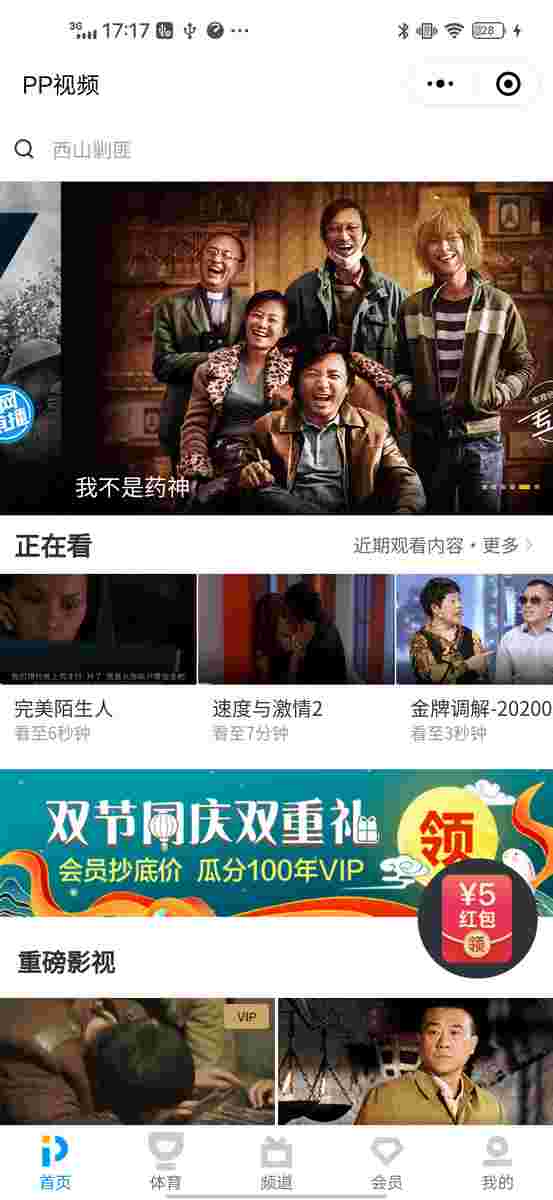 3G 17:17 28
PP视频
西山剿匪
我不是药神
正在看
近期观看内容·更多
完美陌生人
速度与激情2
金牌调解-20200
看至6秒钟
看至7分钟
看至3秒钟
双节同庆双重礼
会员抄底价 瓜分100年VIP
领
¥5
红包
领
重磅影视
VIP
首页
体育
频道
会员
我的